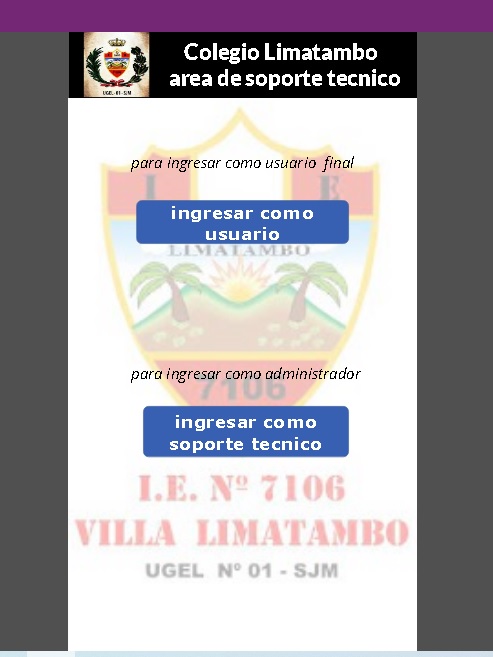 Colegio Limatambo
area de soporte tecnico
UGEL-01-SJM
para ingresar como usuario final
I E
ingresar como
usuario
LIMATAMBO
para ingresar como administrador
7106
ingresar como
soporte tecnico
I.E. Nº 7106
VILLA LIMATAMBO
UGEL Nº 01 - SJM